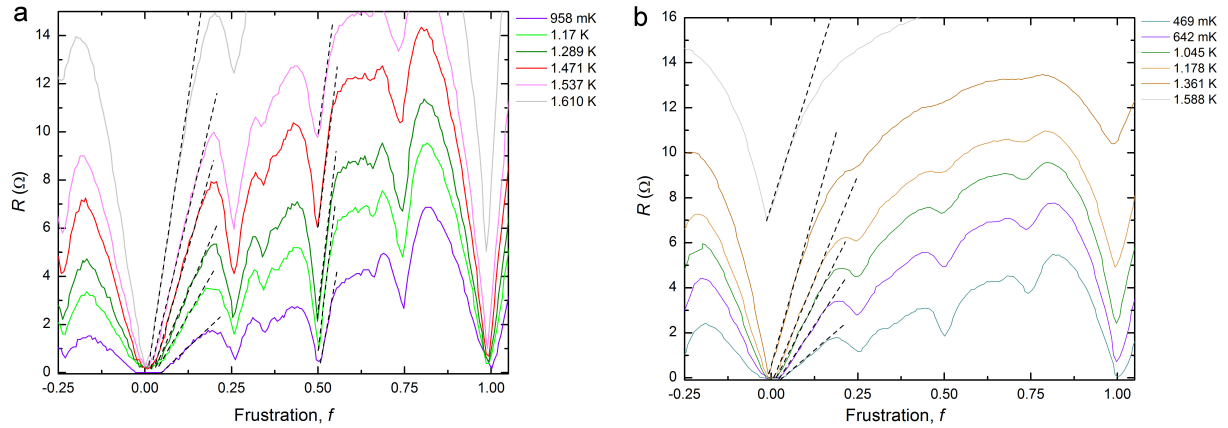 a
14
12
10
8
6
4
2
0
R (Ω)
-0.25 0.00 0.25 0.50 0.75 1.00
Frustration, f
958 mK
1.17 K
1.289 K
1.471 K
1.537 K
1.610 K
b
16
14
12
10
8
6
4
2
0
R (Ω)
-0.25 0.00 0.25 0.50 0.75 1.00
Frustration, f
469 mK
642 mK
1.045 K
1.178 K
1.361 K
1.588 K